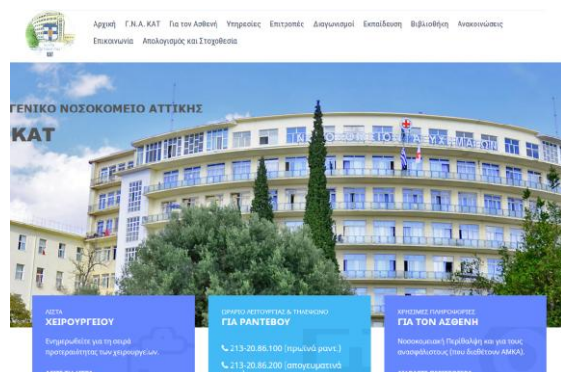 Αρχική Γ.Ν.Α. ΚΑΤ Για τον Ασθενή Υπηρεσίες Επιτροπές Διαγωνισμοί Εκπαίδευση Βιβλιοθήκη Ανακοινώσεις
Επικοινωνία Απολογισμός και Στοχοθεσία
ΓΕΝΙΚΟ ΝΟΣΟΚΟΜΕΙΟ ΑΤΤΙΚΗΣ
ΚΑΤ
ΛΙΣΤΑ
ΧΕΙΡΟΥΡΓΕΙΟΥ
Ενημερωθείτε για τη σειρά
προτεραιότητας των χειρουργείων.
ΩΡΑΡΙΟ ΛΕΙΤΟΥΡΓΙΑΣ & ΤΗΛΕΦΩΝΟ
ΓΙΑ ΡΑΝΤΕΒΟΥ
213-20.86.100 (πρωϊνά ραντ.)
213-20.86.200 (απογευματινά
ΧΡΗΣΙΜΕΣ ΠΛΗΡΟΦΟΡΙΕΣ
ΓΙΑ ΤΟΝ ΑΣΘΕΝΗ
Νοσοκομειακή Περίθαλψη και για τους
ανασφάλιστους (που διαθέτουν ΑΜΚΑ).